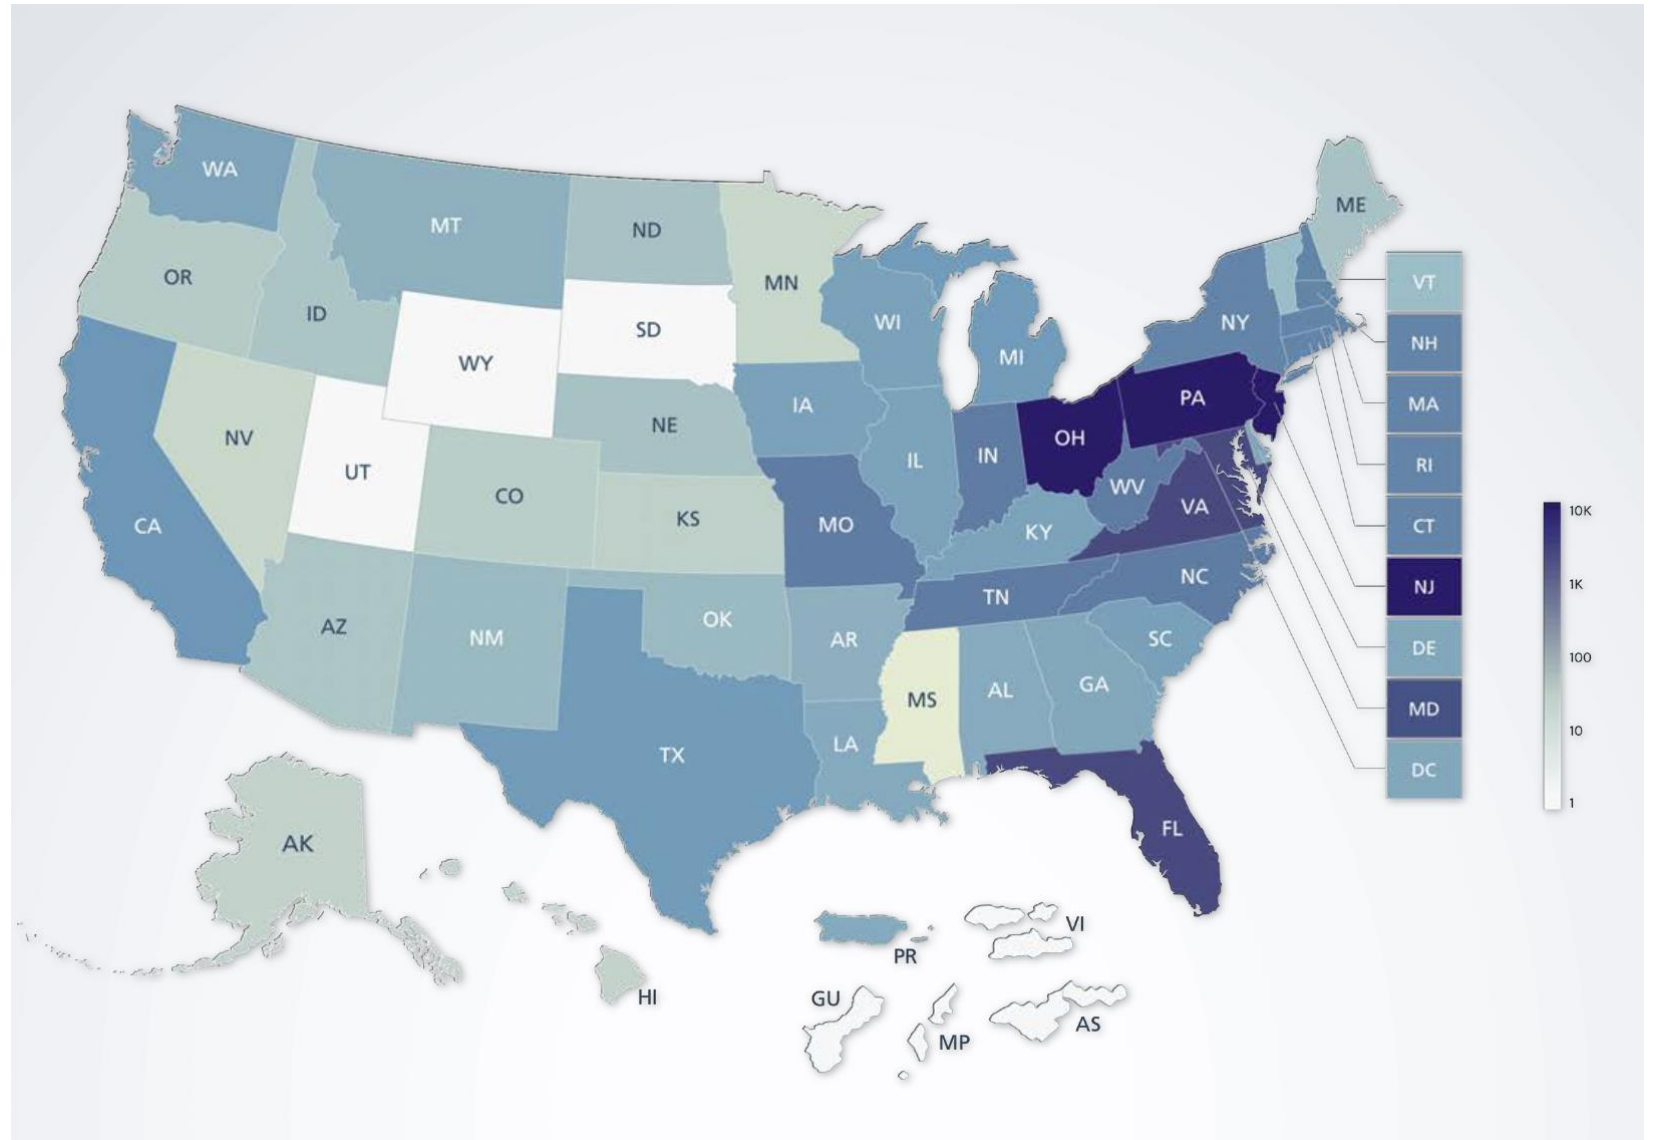 WA
MT
ND
MN
OR
ID
SD
WY
WI
MI
NY
ME
VT
NH
MA
RI
CT
NJ
DE
MD
DC
NV
UT
CO
NE
IA
IL
IN
OH
PA
CA
KS
MO
KY
WV
VA
AZ
NM
OK
AR
TN
NC
SC
TX
LA
MS
AL
GA
FL
AK
HI
PR
VI
GU
MP
AS
10K
1K
100
10
1